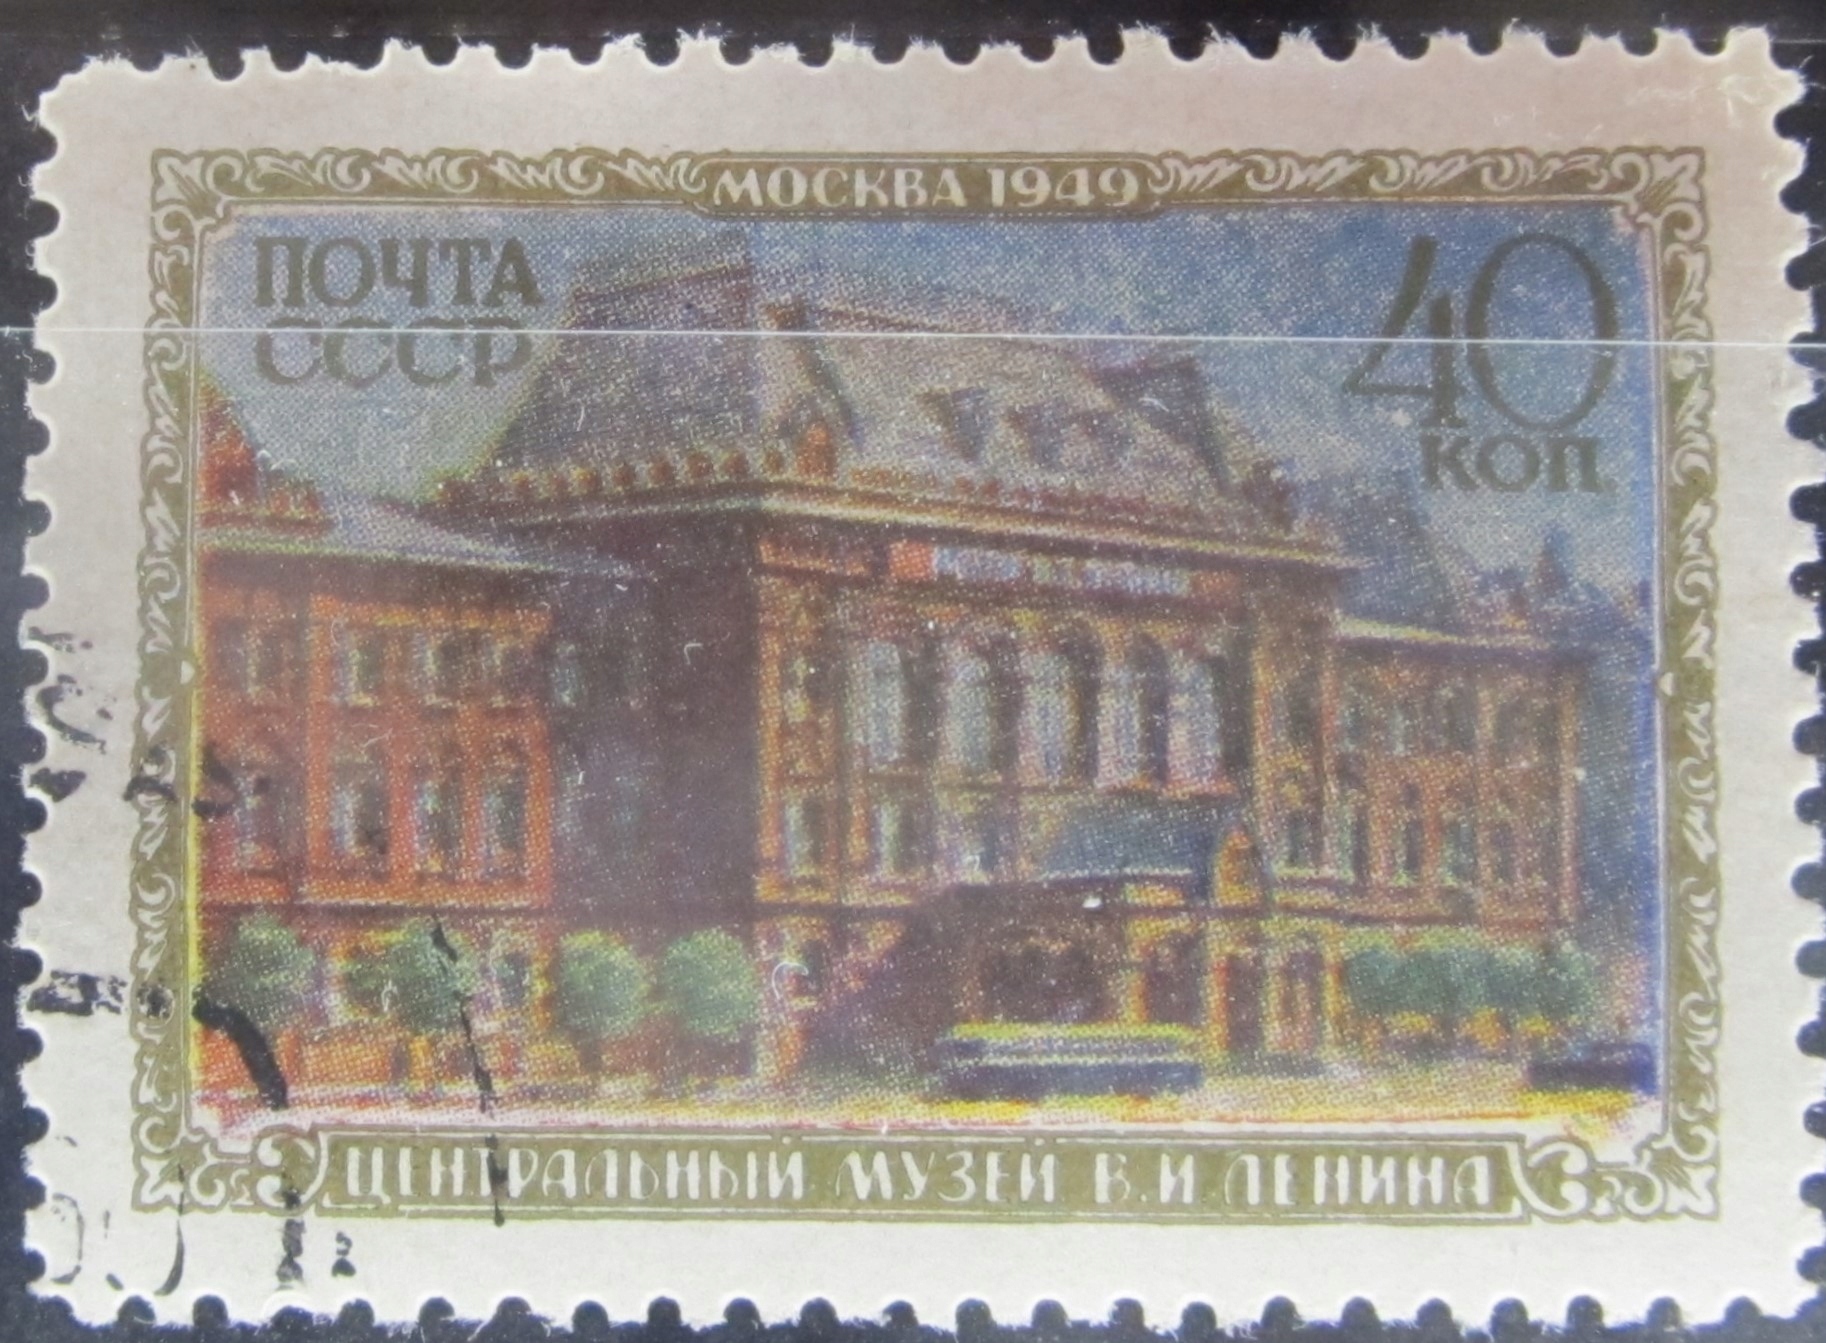 МОСКВА 1949
ПОЧТА
СССР
40
КОП.
ЦЕНТРАЛЬНЫЙ МУЗЕЙ В.И. ЛЕНИНА